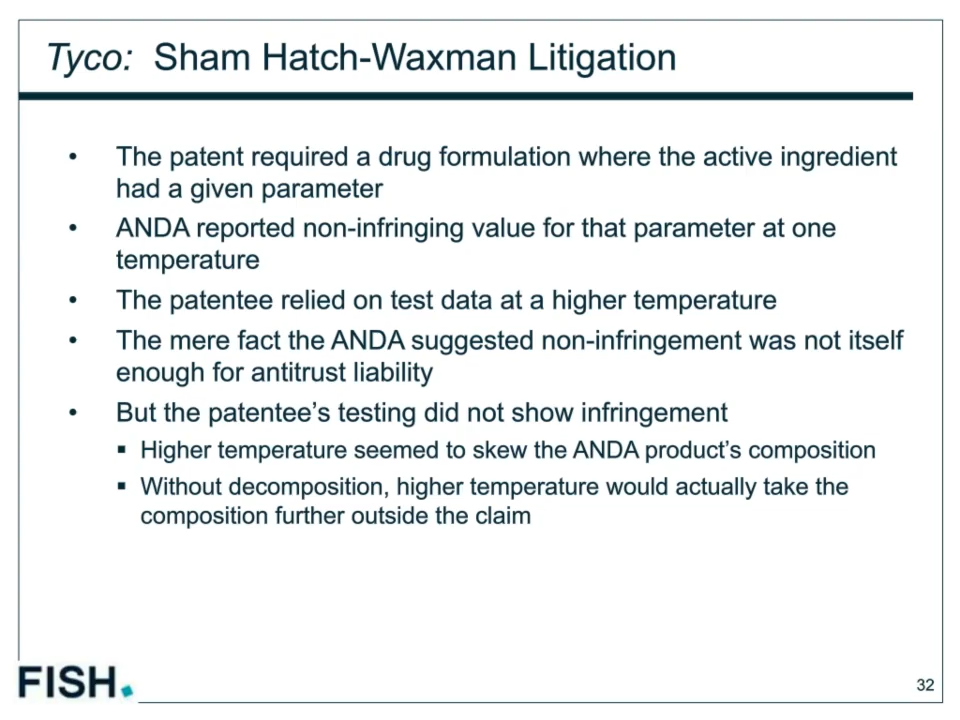 Tyco: Sham Hatch-Waxman Litigation
• The patent required a drug formulation where the active ingredient
had a given parameter
• ANDA reported non-infringing value for that parameter at one
temperature
• The patentee relied on test data at a higher temperature
• The mere fact the ANDA suggested non-infringement was not itself
enough for antitrust liability
• But the patentee’s testing did not show infringement
▪ Higher temperature seemed to skew the ANDA product’s composition
▪ Without decomposition, higher temperature would actually take the
composition further outside the claim
FISH.
32